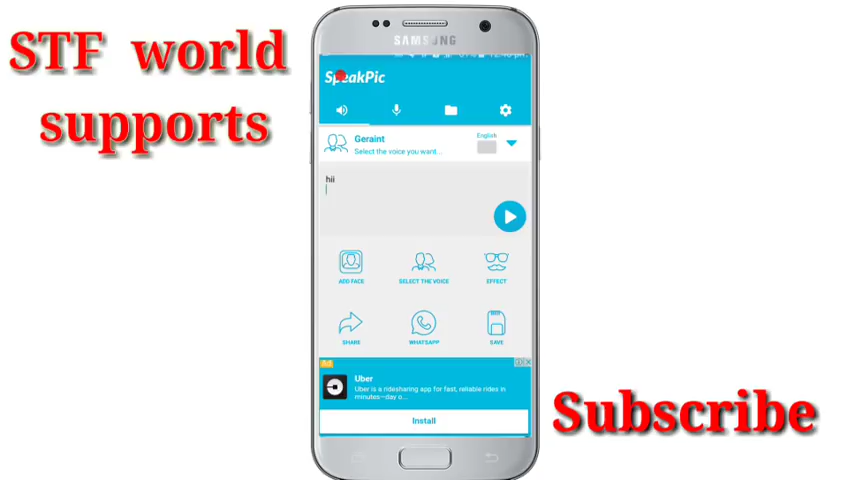 STF world
supports
SAMSUNG
SpeakPic
Geraint
Select the voice you want...
English
hii
ADD FACE
SELECT THE VOICE
EFFECT
SHARE
WHATSAPP
SAVE
Ad
Uber
Uber is a ridesharing app for fast, reliable rides in
minutes—day o...
Install
Subscribe